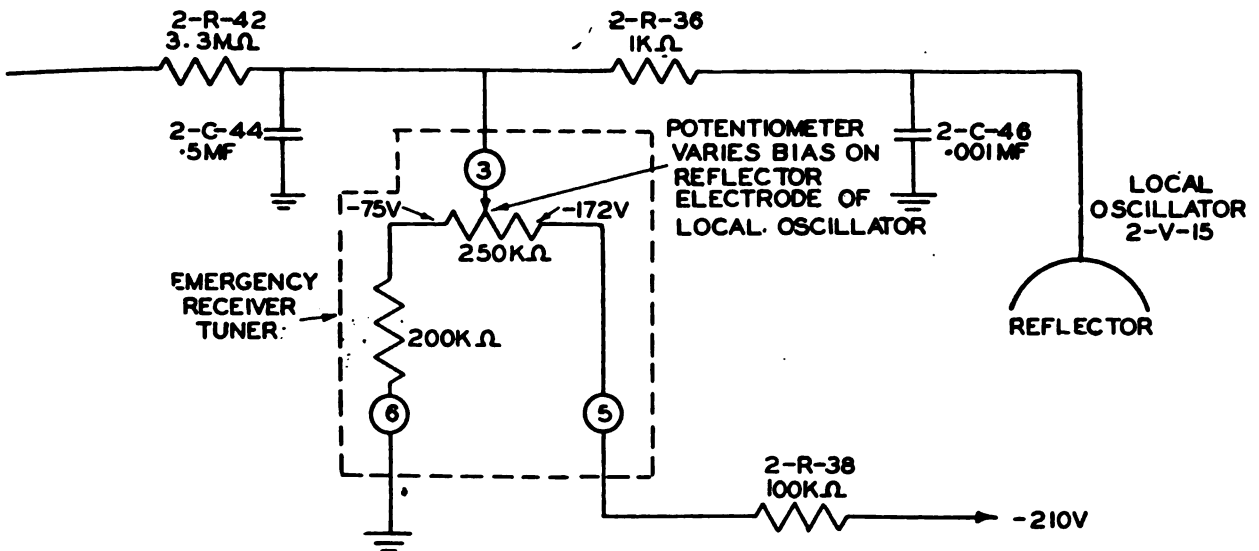 2-R-42
3.3MΩ
2-R-36
1KΩ
2-C-44
.5MF
POTENTIOMETER
VARIES BIAS ON
REFLECTOR
ELECTRODE OF
LOCAL. OSCILLATOR
2-C-46
.001MF
LOCAL
OSCILLATOR
2-V-15
3
-75V
-172V
250KΩ
EMERGENCY
RECEIVER
TUNER:
200KΩ
REFLECTOR
6
5
2-R-38
100KΩ
-210V